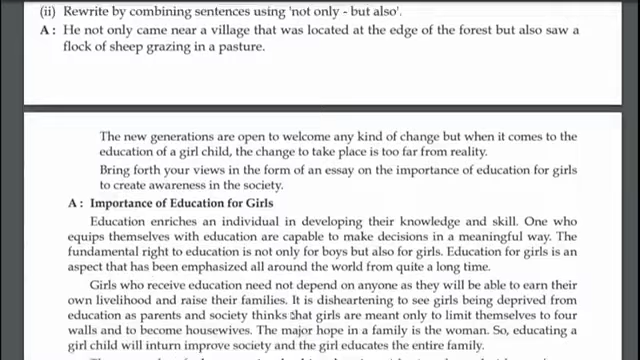 (ii) Rewrite by combining sentences using 'not only - but also'.
A : He not only came near a village that was located at the edge of the forest but also saw a
flock of sheep grazing in a pasture.
The new generations are open to welcome any kind of change but when it comes to the
education of a girl child, the change to take place is too far from reality.
Bring forth your views in the form of an essay on the importance of education for girls
to create awareness in the society.
A : Importance of Education for Girls
Education enriches an individual in developing their knowledge and skill. One who
equips themselves with education are capable to make decisions in a meaningful way. The
fundamental right to education is not only for boys but also for girls. Education for girls is an
aspect that has been emphasized all around the world from quite a long time.
Girls who receive education need not depend on anyone as they will be able to earn their
own livelihood and raise their families. It is disheartening to see girls being deprived from
education as parents and society thinks that girls are meant only to limit themselves to four
walls and to become housewives. The major hope in a family is the woman. So, educating a
girl child will inturn improve society and the girl educates the entire family.